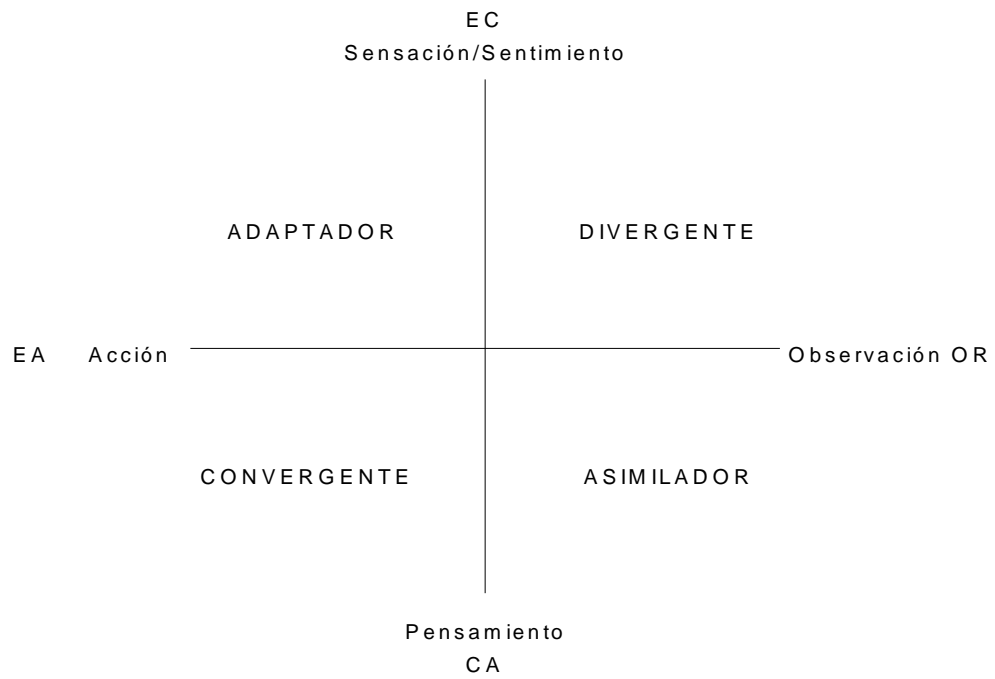 EC
Sensación/Sentimiento
ADAPTADOR
DIVERGENTE
EA Acción
Observación OR
CONVERGENTE
ASIMILADOR
Pensamiento
CA